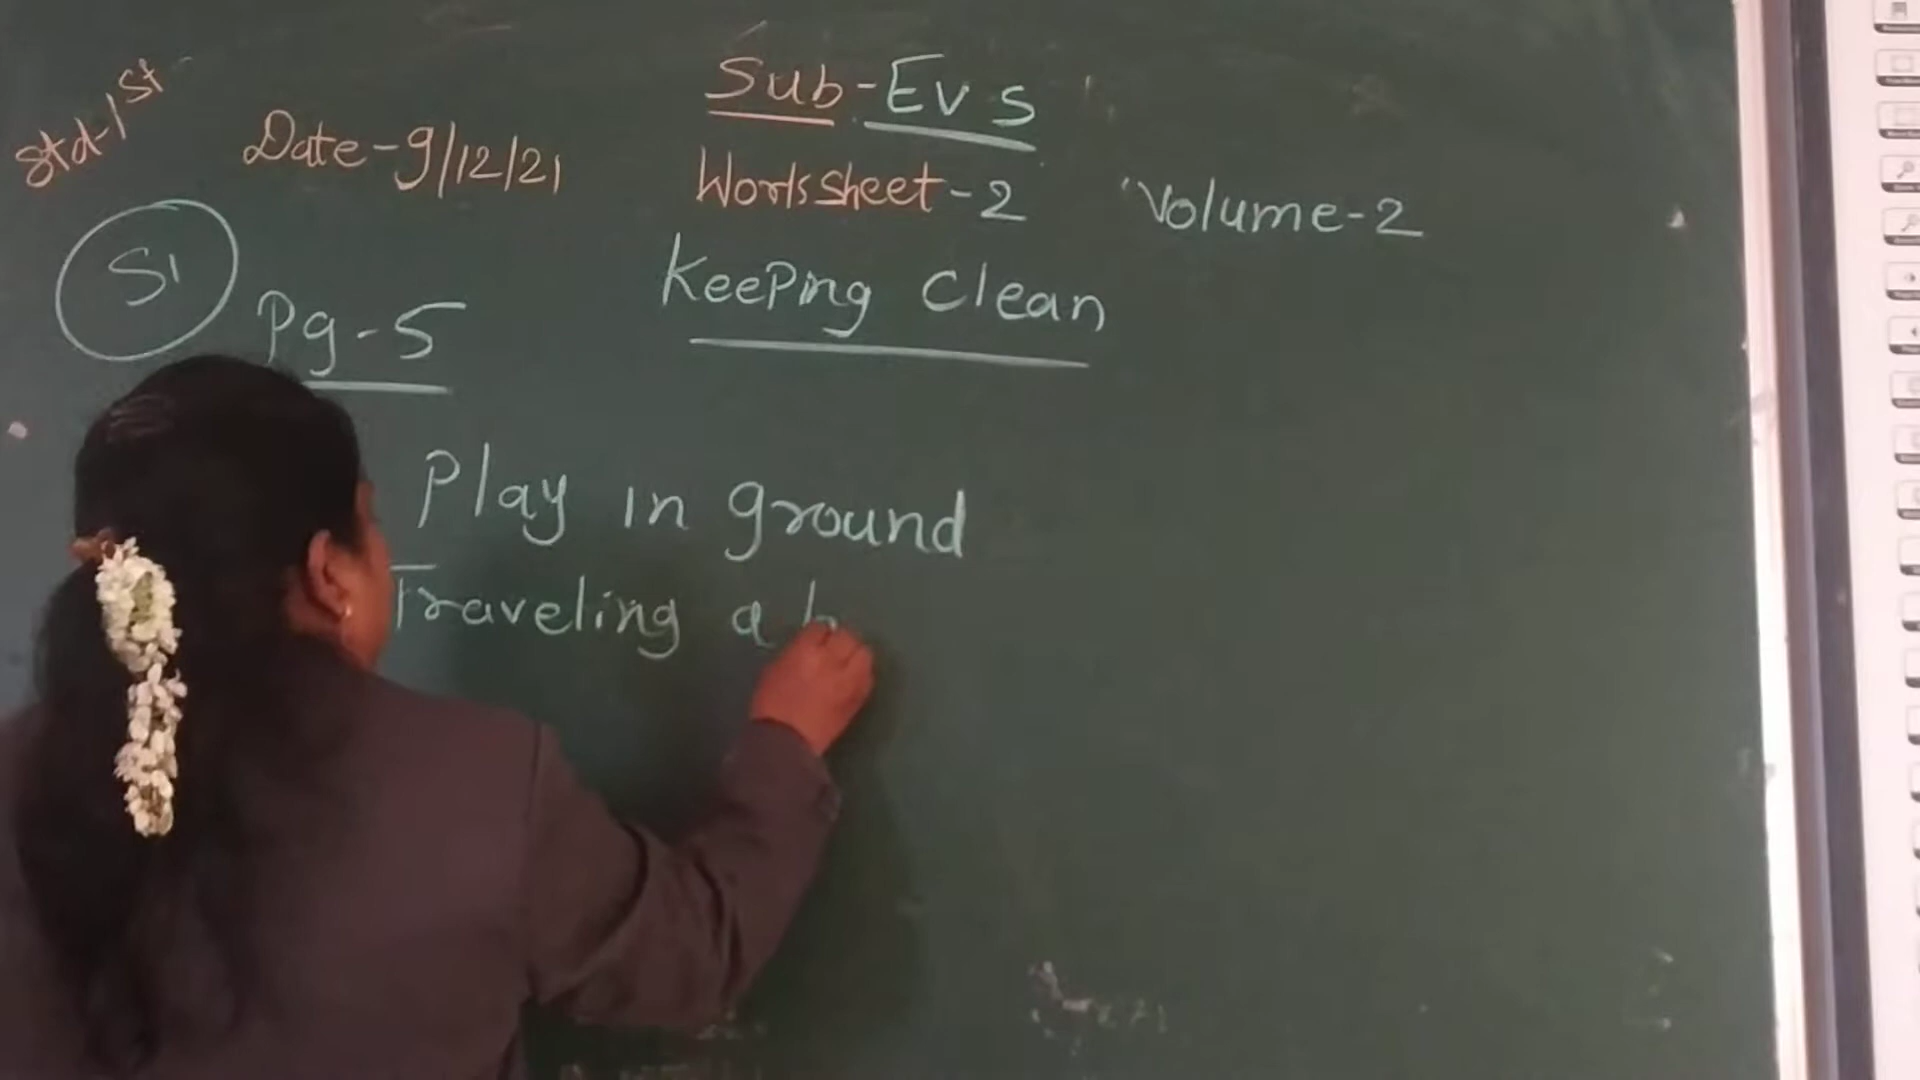 Std-1st
Sub-EVS
Date-9/12/21
Worksheet-2
Volume-2
S1
Pg-5
Keeping Clean
Play in ground
Traveling a b